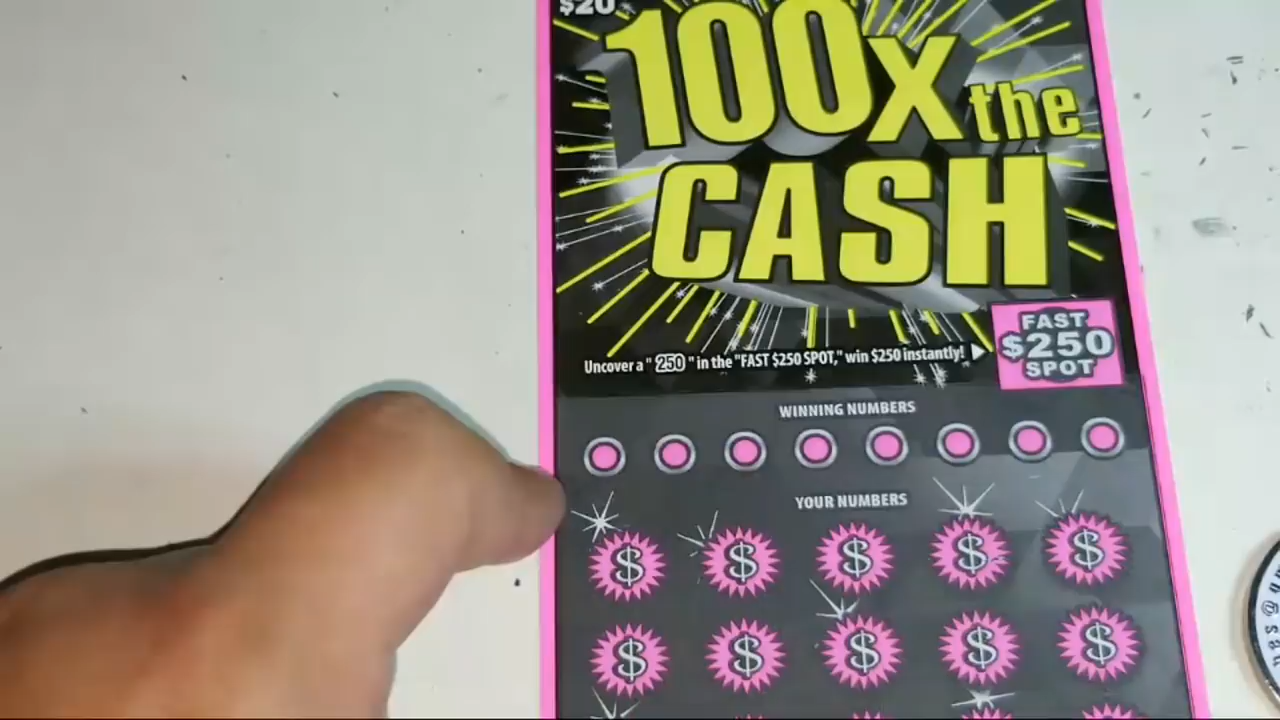 $20
100X the
CASH
FAST
$250
SPOT
Uncover a "250" in the "FAST $250 SPOT," win $250 instantly!
WINNING NUMBERS
YOUR NUMBERS
$ $ $ $ $
$ $ $ $ $